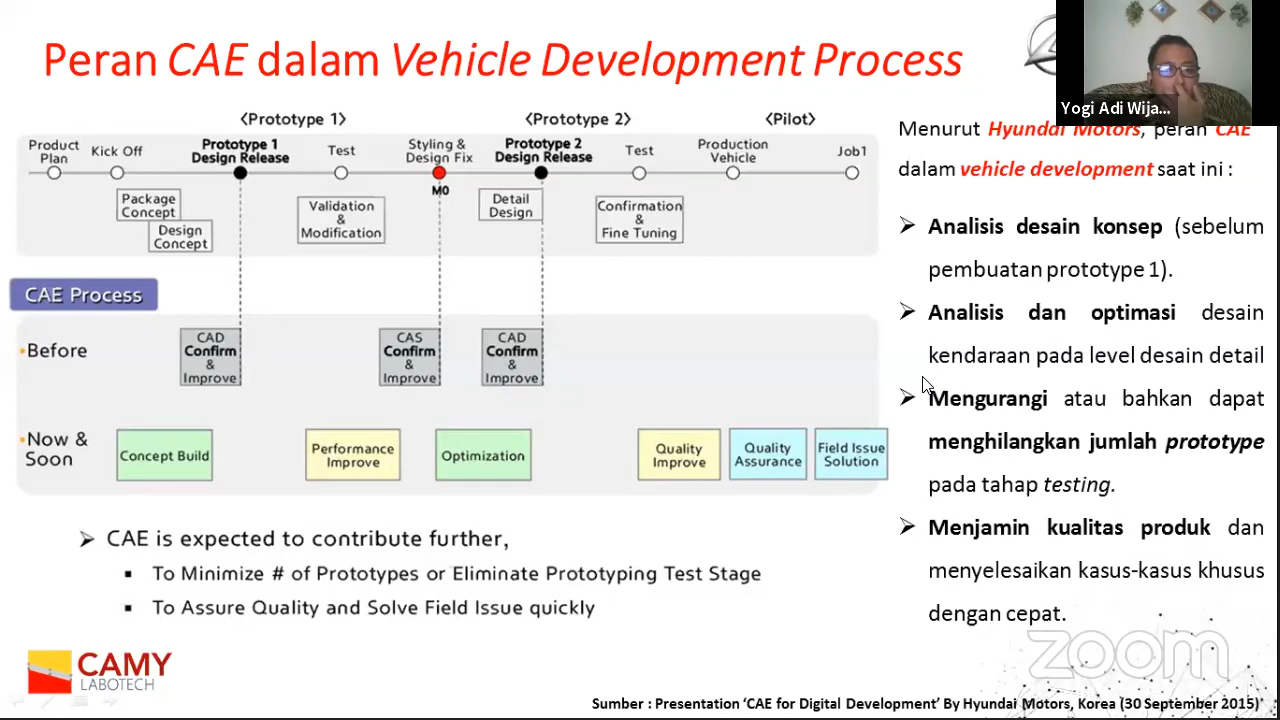 Peran CAE dalam Vehicle Development Process
Yogi Adi Wija...
<Prototype 1>
<Prototype 2>
<Pilot>
Product
Plan
Kick Off
Prototype 1
Design Release
Test
Styling &
Design Fix
Prototype 2
Design Release
Test
Production
Vehicle
Job1
M0
Package
Concept
Design
Concept
Validation
&
Modification
Detail
Design
Confirmation
&
Fine Tuning
CAE Process
•Before
CAD
Confirm
&
Improve
CAS
Confirm
&
Improve
CAD
Confirm
&
Improve
•Now &
Soon
Concept Build
Performance
Improve
Optimization
Quality
Improve
Quality
Assurance
Field Issue
Solution
➢ CAE is expected to contribute further,
▪ To Minimize # of Prototypes or Eliminate Prototyping Test Stage
▪ To Assure Quality and Solve Field Issue quickly
Menurut Hyundai Motors, peran CAE
dalam vehicle development saat ini :
➢ Analisis desain konsep (sebelum
pembuatan prototype 1).
➢ Analisis dan optimasi desain
kendaraan pada level desain detail
➢ Mengurangi atau bahkan dapat
menghilangkan jumlah prototype
pada tahap testing.
➢ Menjamin kualitas produk dan
menyelesaikan kasus-kasus khusus
dengan cepat.
zoom
CAMY
LABOTECH
Sumber : Presentation ‘CAE for Digital Development’ By Hyundai Motors, Korea (30 September 2015)